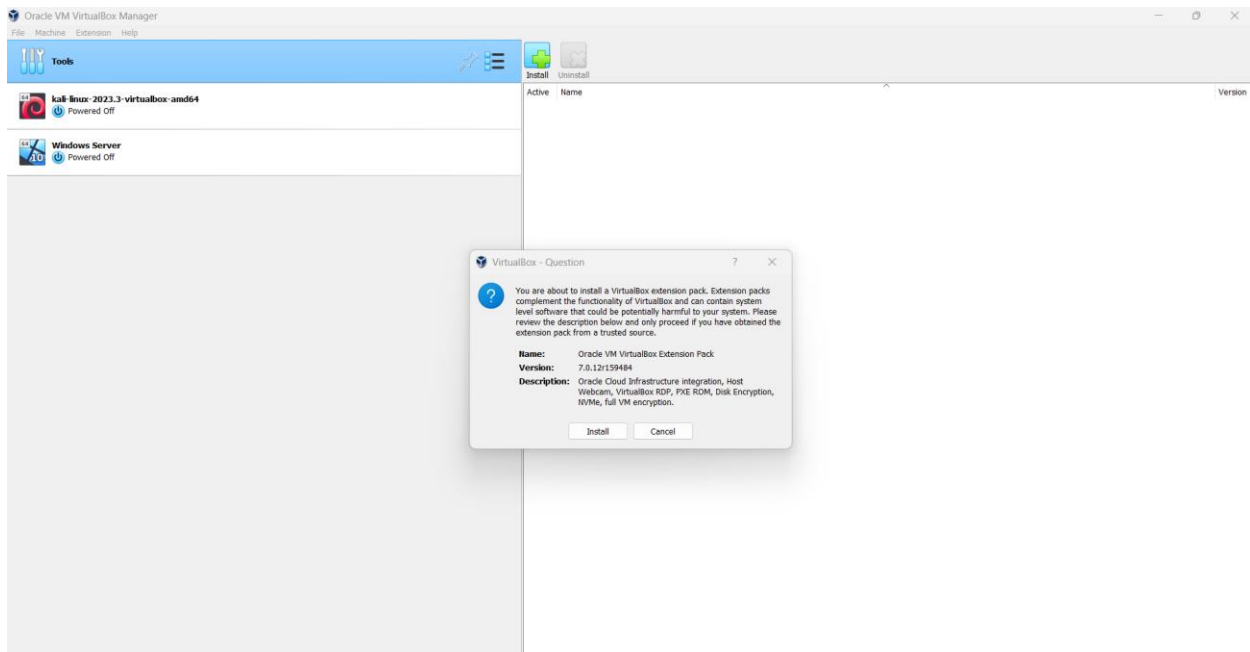 Oracle VM VirtualBox Manager
File Machine Extension Help
Tools
Install Uninstall
Active Name Version
64 kali-linux-2023.3-virtualbox-amd64
Powered Off
64 10 Windows Server
Powered Off
VirtualBox - Question ?
You are about to install a VirtualBox extension pack. Extension packs
complement the functionality of VirtualBox and can contain system
level software that could be potentially harmful to your system. Please
review the description below and only proceed if you have obtained the
extension pack from a trusted source.
Name: Oracle VM VirtualBox Extension Pack
Version: 7.0.12r159484
Description: Oracle Cloud Infrastructure integration, Host
Webcam, VirtualBox RDP, PXE ROM, Disk Encryption,
NVMe, full VM encryption.
Install Cancel